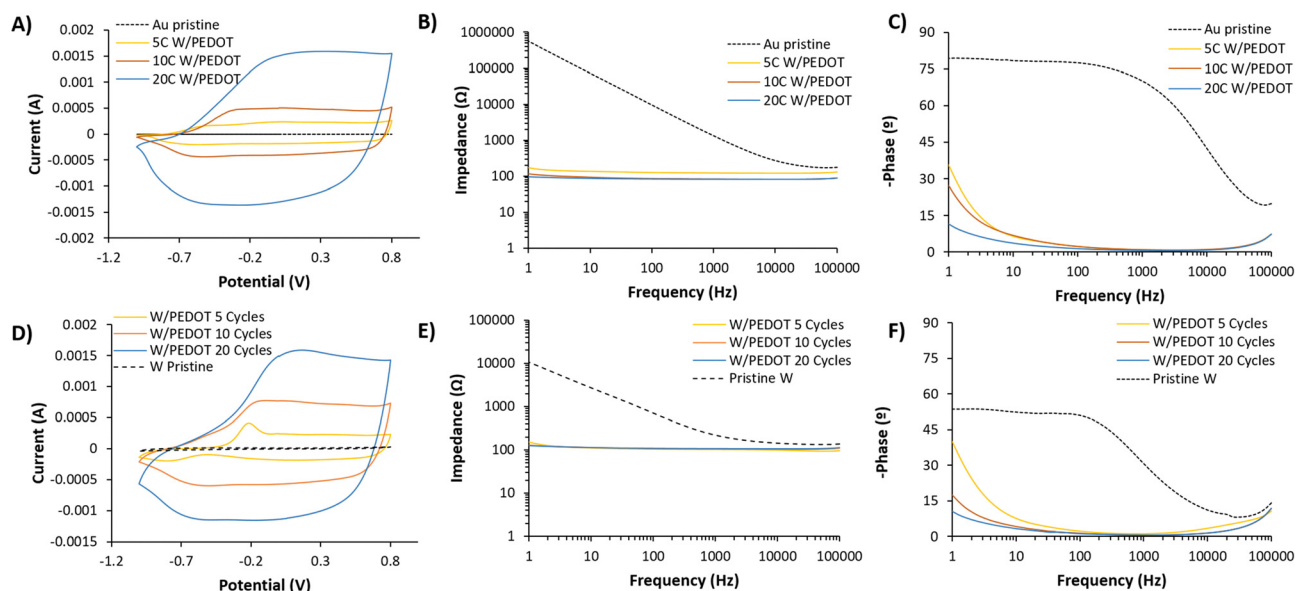 A)
0.002
0.0015
0.001
0.0005
0
-0.0005
-0.001
-0.0015
-0.002
Current (A)
-1.2 -0.7 -0.2 0.3 0.8
Potential (V)
Au pristine
5C W/PEDOT
10C W/PEDOT
20C W/PEDOT
B)
1000000
100000
10000
1000
100
10
1
Impedance (Ω)
1 10 100 1000 10000 100000
Frequency (Hz)
Au pristine
5C W/PEDOT
10C W/PEDOT
20C W/PEDOT
C)
90
75
60
45
30
15
0
-Phase (º)
1 10 100 1000 10000 100000
Frequency (Hz)
Au pristine
5C W/PEDOT
10C W/PEDOT
20C W/PEDOT
D)
0.002
0.0015
0.001
0.0005
0
-0.0005
-0.001
-0.0015
Current (A)
-1.2 -0.7 -0.2 0.3 0.8
Potential (V)
W/PEDOT 5 Cycles
W/PEDOT 10 Cycles
W/PEDOT 20 Cycles
W Pristine
E)
100000
10000
1000
100
10
1
Impedance (Ω)
1 10 100 1000 10000 100000
Frequency (Hz)
W/PEDOT 5 Cycles
W/PEDOT 10 Cycles
W/PEDOT 20 Cycles
Pristine W
F)
90
75
60
45
30
15
0
-Phase (º)
1 10 100 1000 10000 100000
Frequency (Hz)
W/PEDOT 5 Cycles
W/PEDOT 10 Cycles
W/PEDOT 20 Cycles
Pristine W